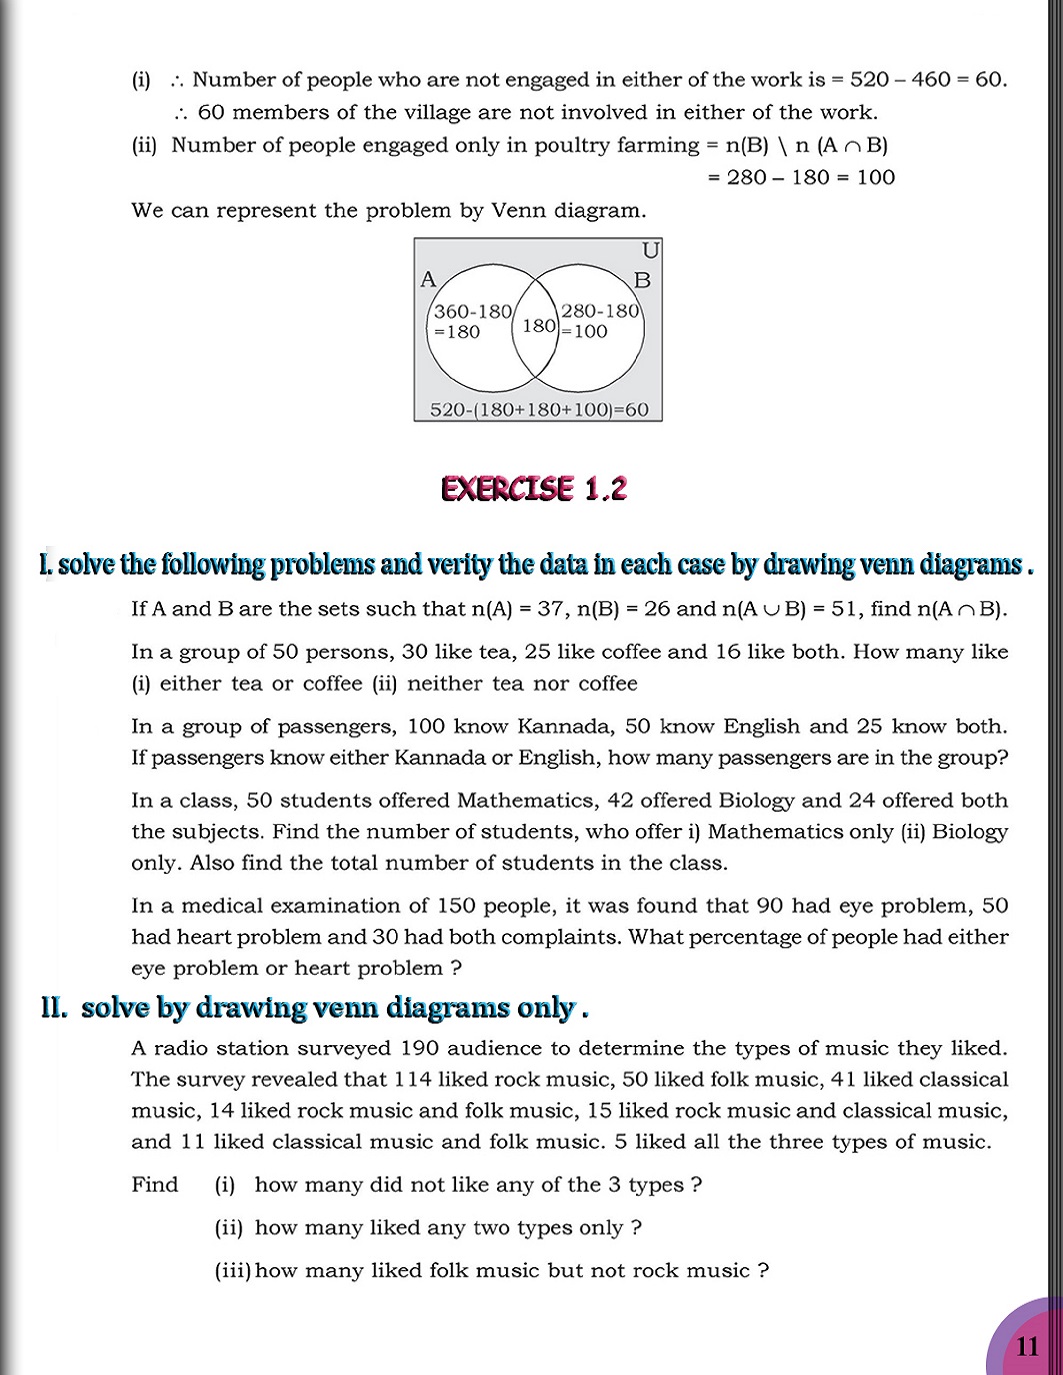 (i) ∴ Number of people who are not engaged in either of the work is = 520 – 460 = 60.
∴ 60 members of the village are not involved in either of the work.
(ii) Number of people engaged only in poultry farming = n(B) \ n (A ∩ B)
= 280 – 180 = 100
We can represent the problem by Venn diagram.
U
A B
360-180 280-180
=180 180 =100
520-(180+180+100)=60
EXERCISE 1.2
I. solve the following problems and verity the data in each case by drawing venn diagrams .
If A and B are the sets such that n(A) = 37, n(B) = 26 and n(A ∪ B) = 51, find n(A ∩ B).
In a group of 50 persons, 30 like tea, 25 like coffee and 16 like both. How many like
(i) either tea or coffee (ii) neither tea nor coffee
In a group of passengers, 100 know Kannada, 50 know English and 25 know both.
If passengers know either Kannada or English, how many passengers are in the group?
In a class, 50 students offered Mathematics, 42 offered Biology and 24 offered both
the subjects. Find the number of students, who offer i) Mathematics only (ii) Biology
only. Also find the total number of students in the class.
In a medical examination of 150 people, it was found that 90 had eye problem, 50
had heart problem and 30 had both complaints. What percentage of people had either
eye problem or heart problem ?
II. solve by drawing venn diagrams only .
A radio station surveyed 190 audience to determine the types of music they liked.
The survey revealed that 114 liked rock music, 50 liked folk music, 41 liked classical
music, 14 liked rock music and folk music, 15 liked rock music and classical music,
and 11 liked classical music and folk music. 5 liked all the three types of music.
Find (i) how many did not like any of the 3 types ?
(ii) how many liked any two types only ?
(iii) how many liked folk music but not rock music ?
11